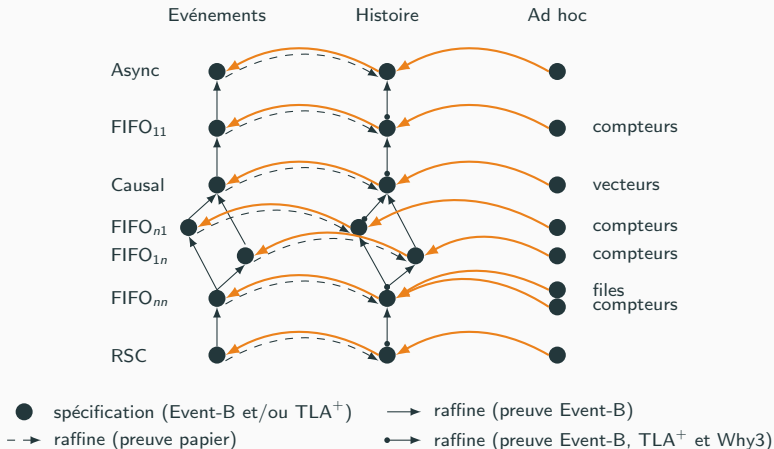 Evénements Histoire Ad hoc
Async
FIFO₁₁ compteurs
Causal vecteurs
FIFOₙ₁ compteurs
FIFO₁ₙ compteurs
files
FIFOₙₙ compteurs
RSC
spécification (Event-B et/ou TLA⁺) raffine (preuve Event-B)
raffine (preuve papier) raffine (preuve Event-B, TLA⁺ et Why3)